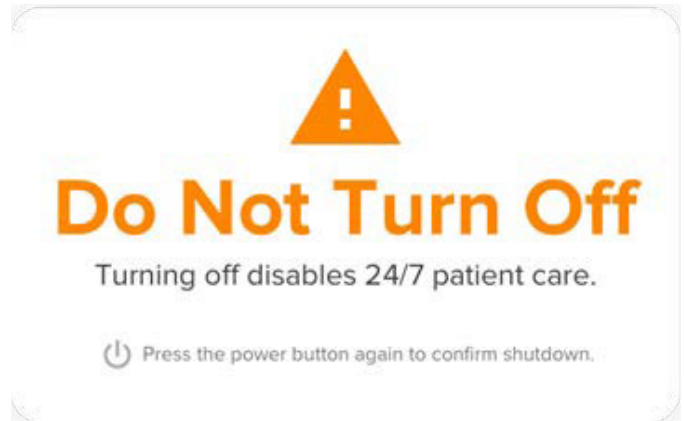 Do Not Turn Off
Turning off disables 24/7 patient care.
Press the power button again to confirm shutdown.